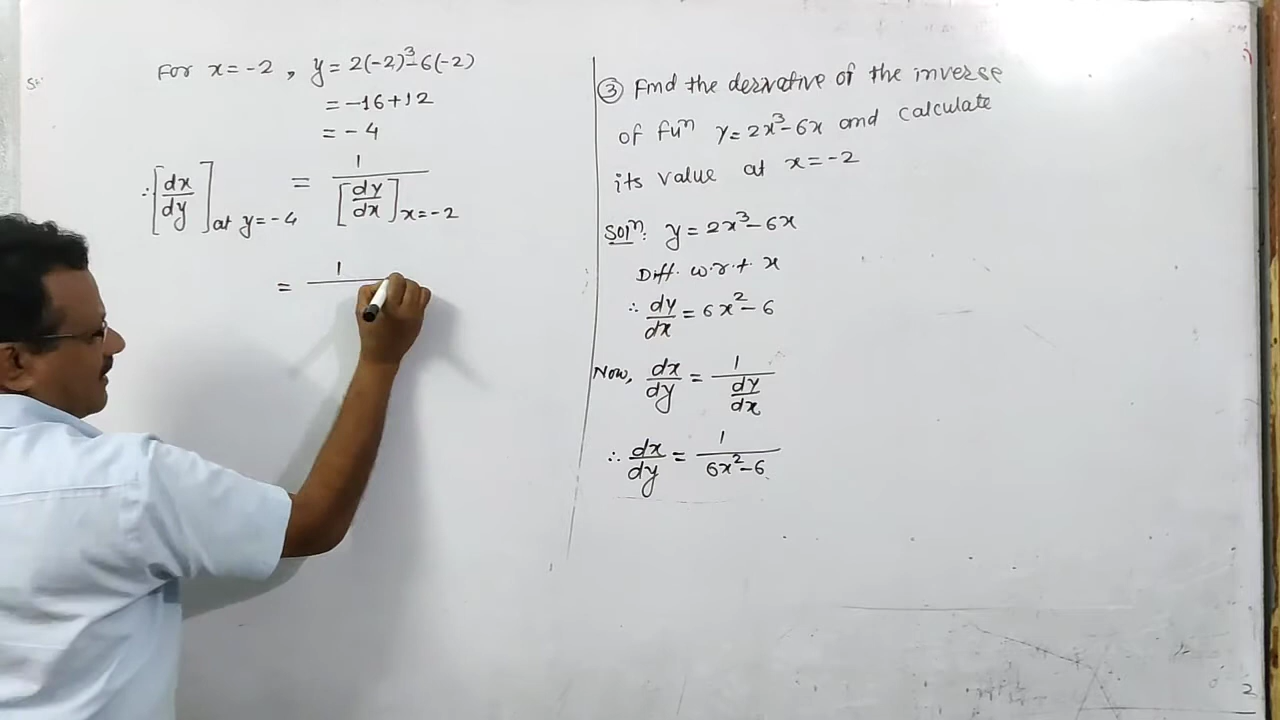 For x = -2, y = 2(-2)³ - 6(-2)
= -16 + 12
= -4
∴ [dx/dy] at y = -4 = 1/[dy/dx] x = -2
= 1/
③ Find the derivative of the inverse
of funⁿ y = 2x³ - 6x and calculate
its value at x = -2
Solⁿ: y = 2x³ - 6x
Diff. w.r.t x
∴ dy/dx = 6x² - 6
Now, dx/dy = 1/(dy/dx)
∴ dx/dy = 1/(6x² - 6)
2